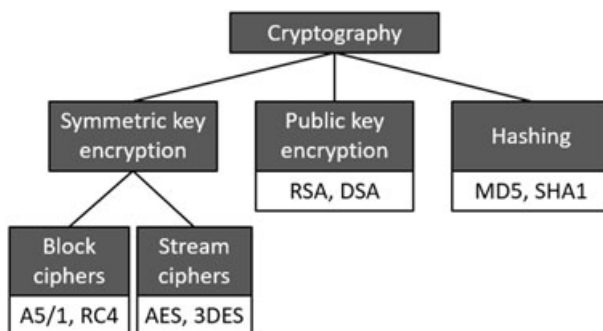 Cryptography
Symmetric key
encryption
Public key
encryption
RSA, DSA
Hashing
MD5, SHA1
Block
ciphers
A5/1, RC4
Stream
ciphers
AES, 3DES